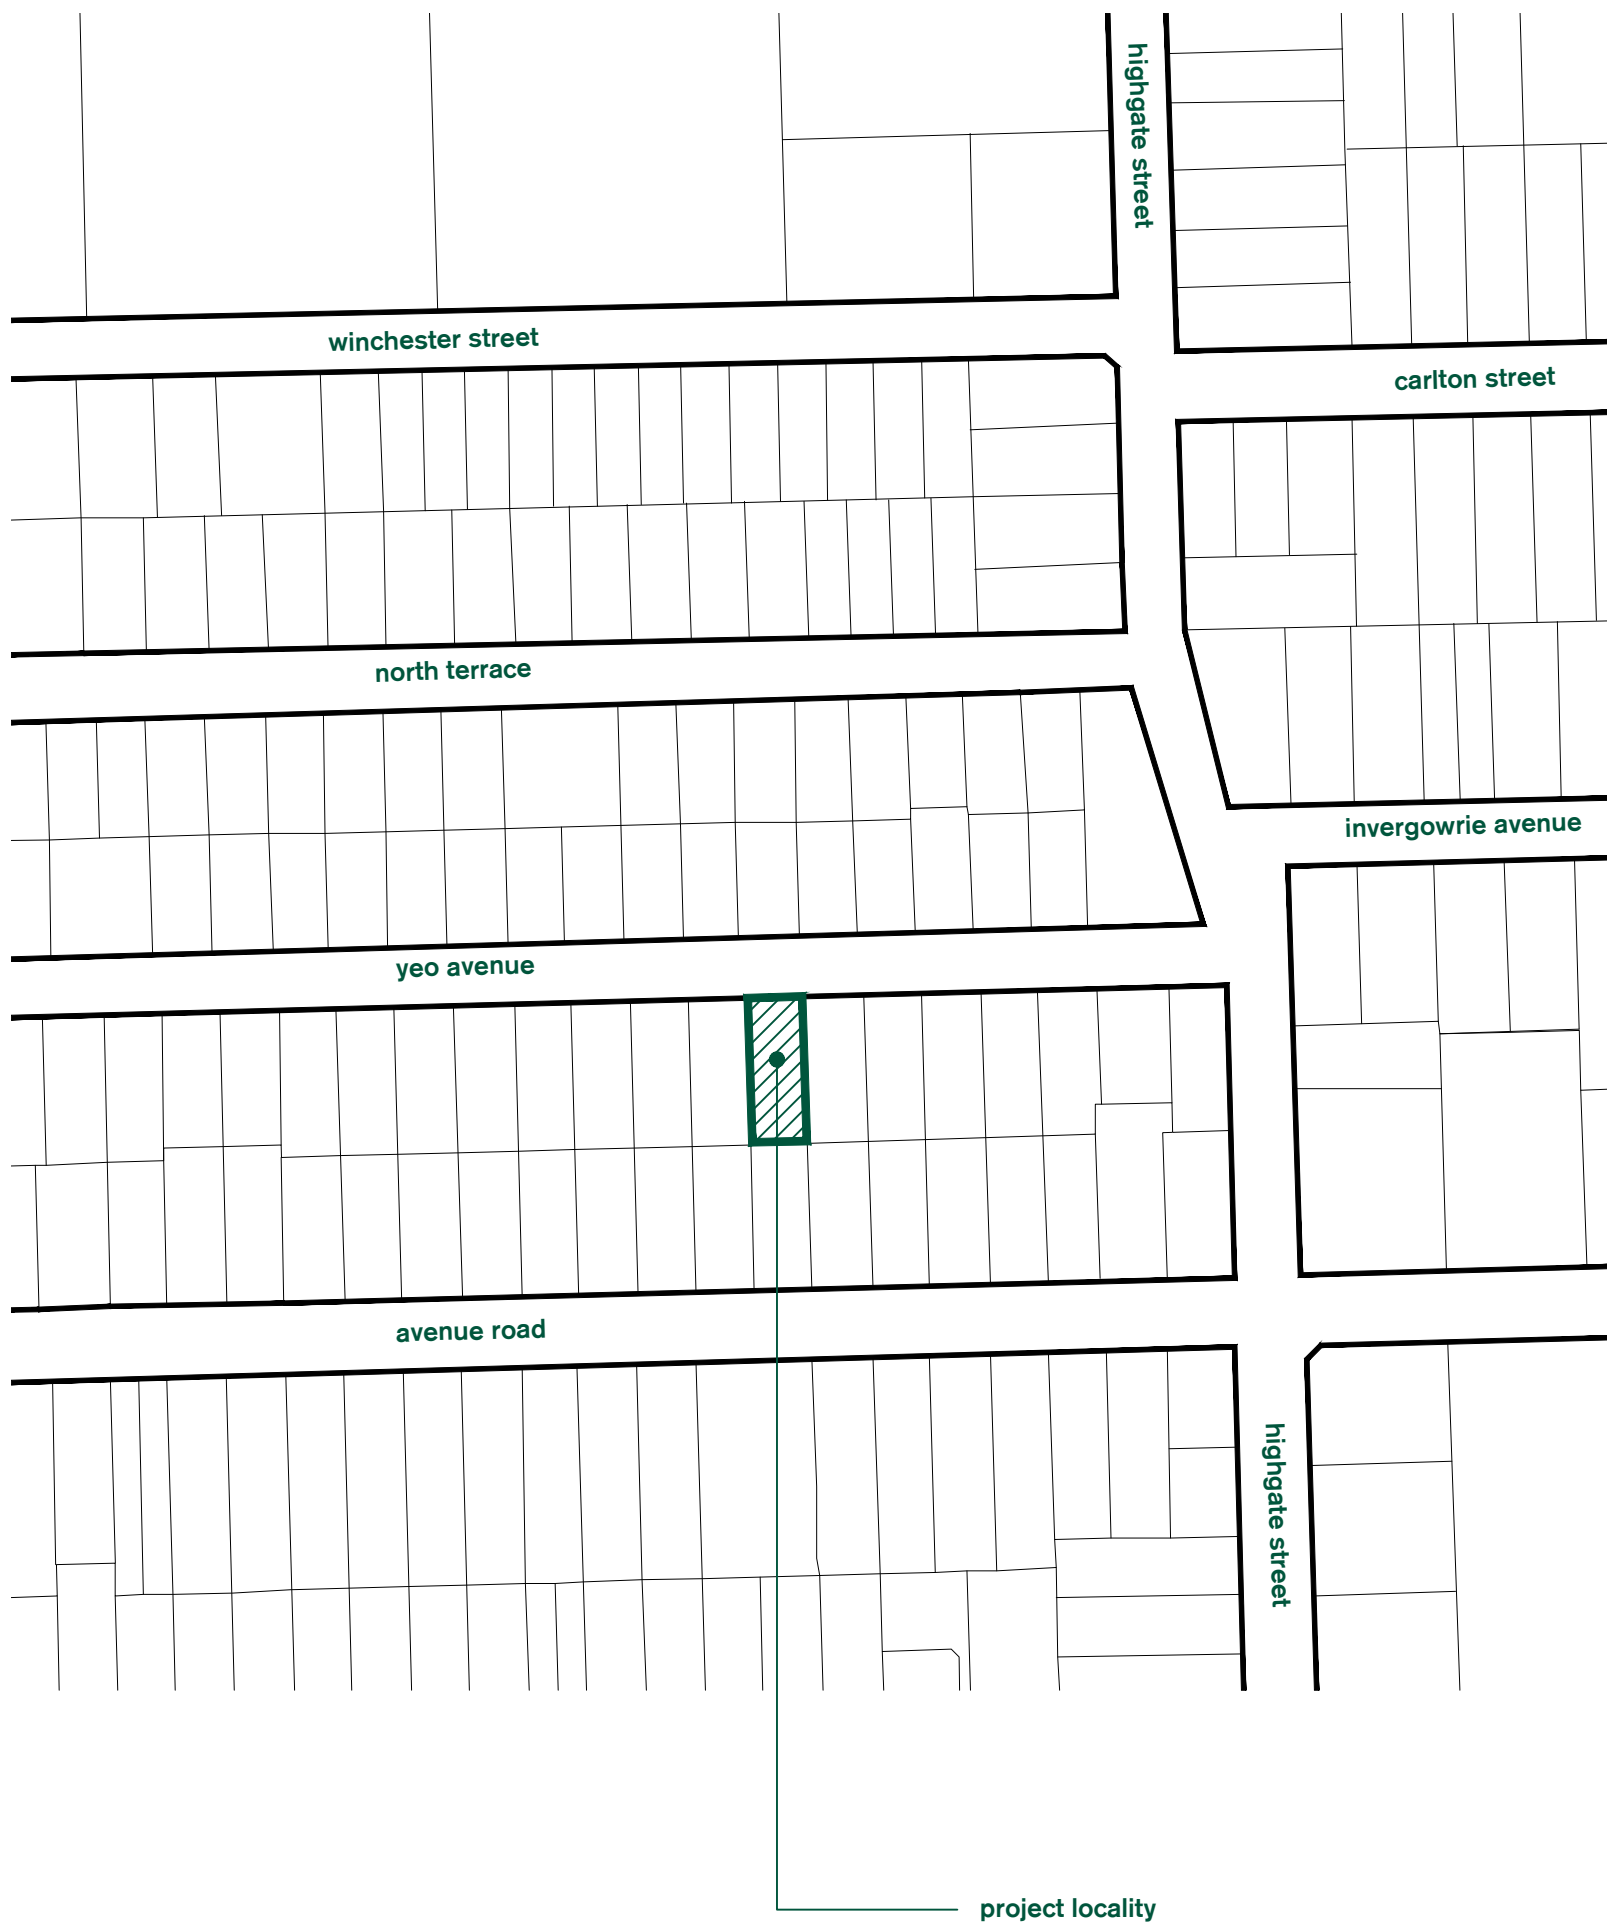 highgate street
winchester street
carlton street
north terrace
invergowrie avenue
yeo avenue
avenue road
highgate street
project locality